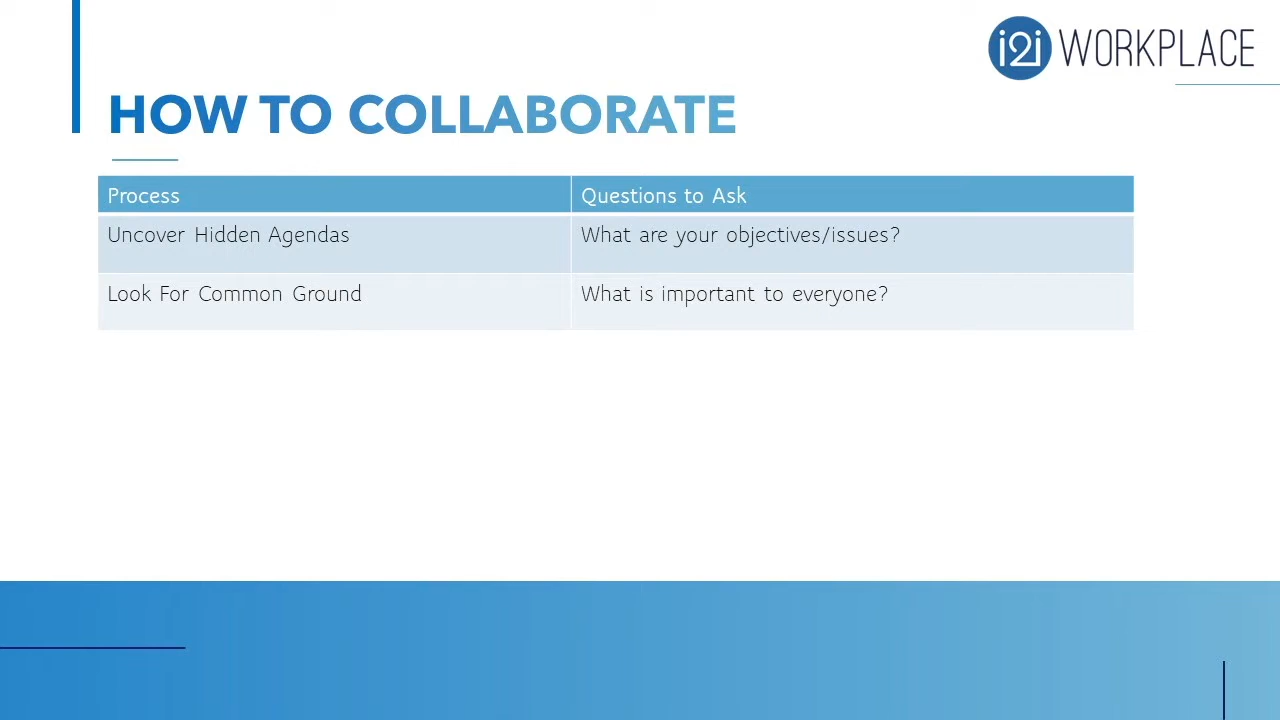 i2i WORKPLACE
HOW TO COLLABORATE
Process
Questions to Ask
Uncover Hidden Agendas
What are your objectives/issues?
Look For Common Ground
What is important to everyone?